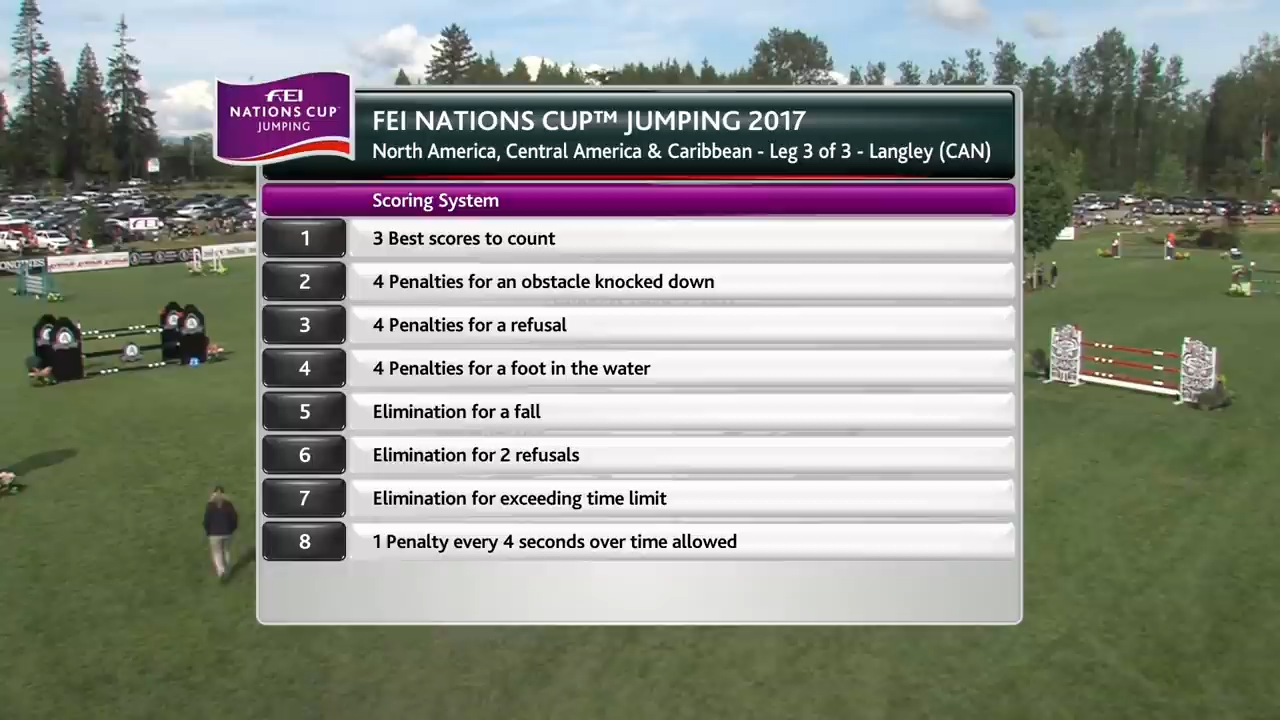 FEI
NATIONS CUP™
JUMPING
FEI NATIONS CUP™ JUMPING 2017
North America, Central America & Caribbean - Leg 3 of 3 - Langley (CAN)
Scoring System
1 3 Best scores to count
2 4 Penalties for an obstacle knocked down
3 4 Penalties for a refusal
4 4 Penalties for a foot in the water
5 Elimination for a fall
6 Elimination for 2 refusals
7 Elimination for exceeding time limit
8 1 Penalty every 4 seconds over time allowed
FEI
LONGINES